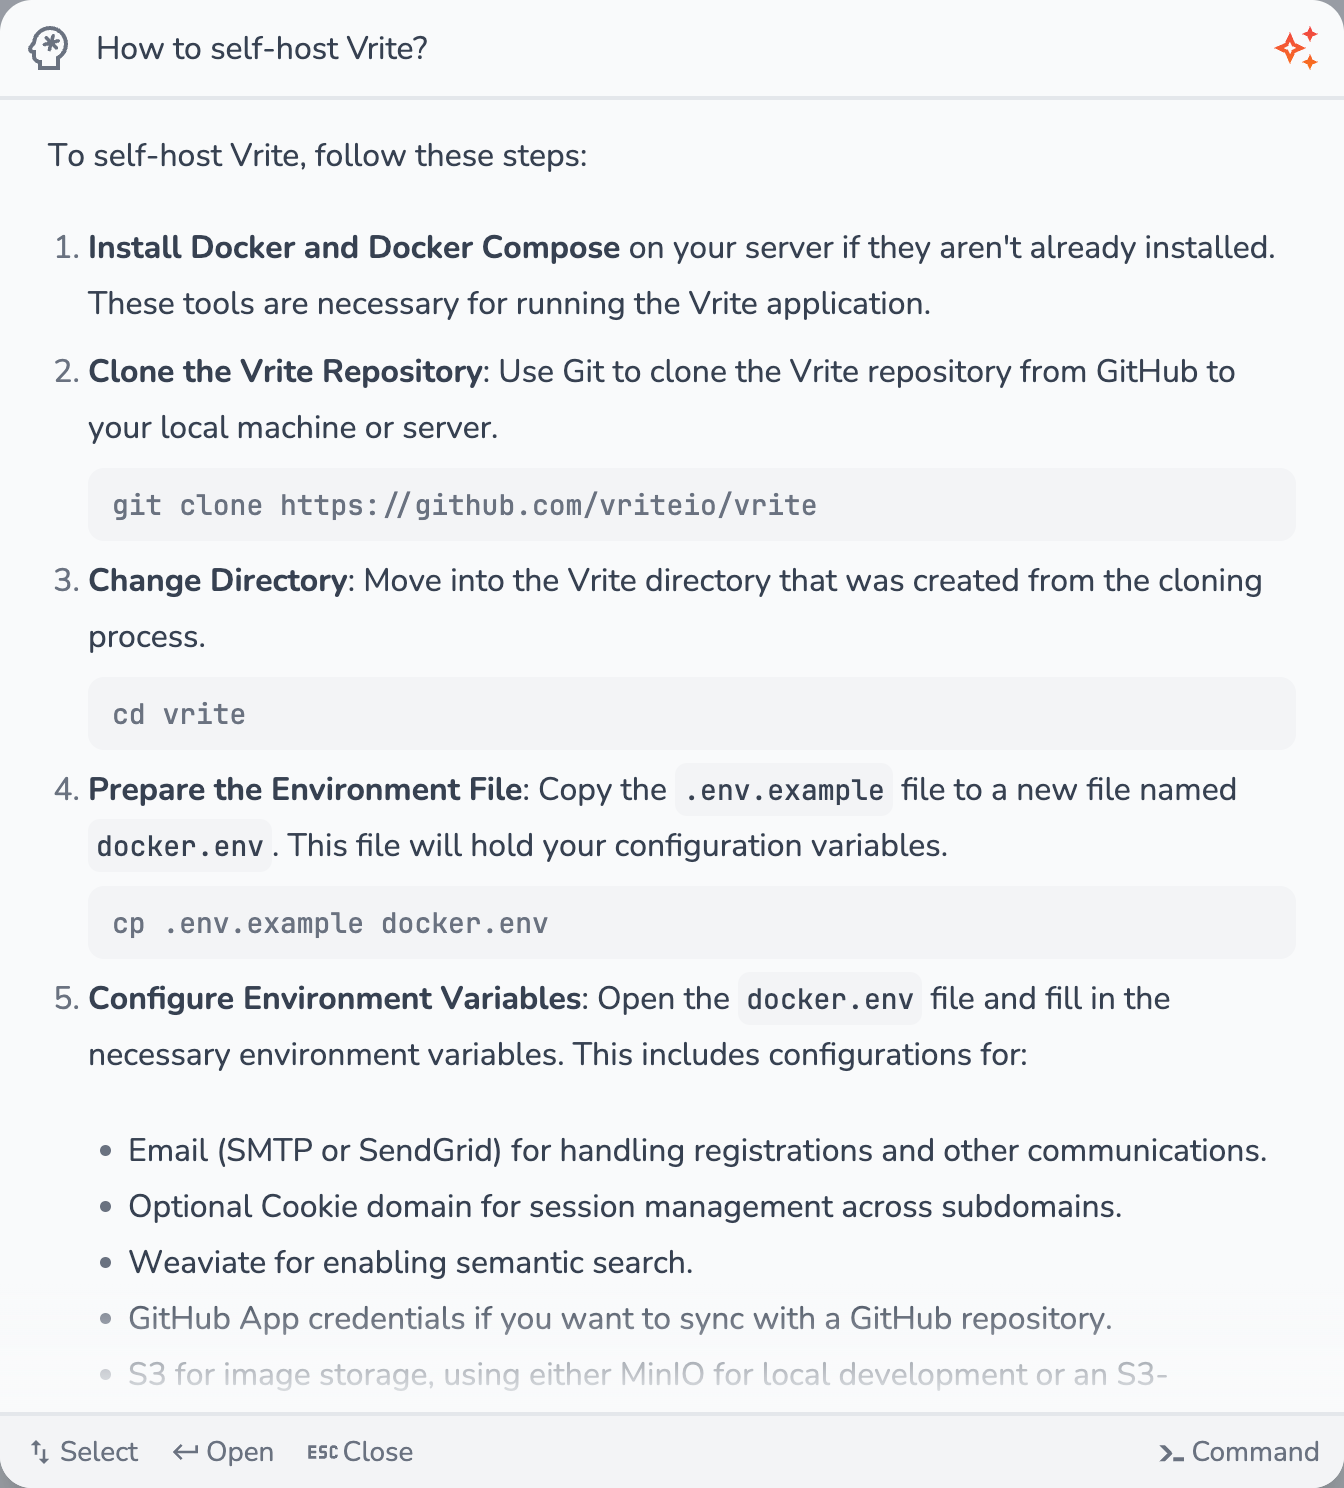 How to self-host Vrite?
To self-host Vrite, follow these steps:
1. Install Docker and Docker Compose on your server if they aren't already installed.
These tools are necessary for running the Vrite application.
2. Clone the Vrite Repository: Use Git to clone the Vrite repository from GitHub to
your local machine or server.
git clone https://github.com/vriteio/vrite
3. Change Directory: Move into the Vrite directory that was created from the cloning
process.
cd vrite
4. Prepare the Environment File: Copy the .env.example file to a new file named
docker.env. This file will hold your configuration variables.
cp .env.example docker.env
5. Configure Environment Variables: Open the docker.env file and fill in the
necessary environment variables. This includes configurations for:
• Email (SMTP or SendGrid) for handling registrations and other communications.
• Optional Cookie domain for session management across subdomains.
• Weaviate for enabling semantic search.
• GitHub App credentials if you want to sync with a GitHub repository.
• S3 for image storage, using either MinIO for local development or an S3-
Select Open ESC Close Command